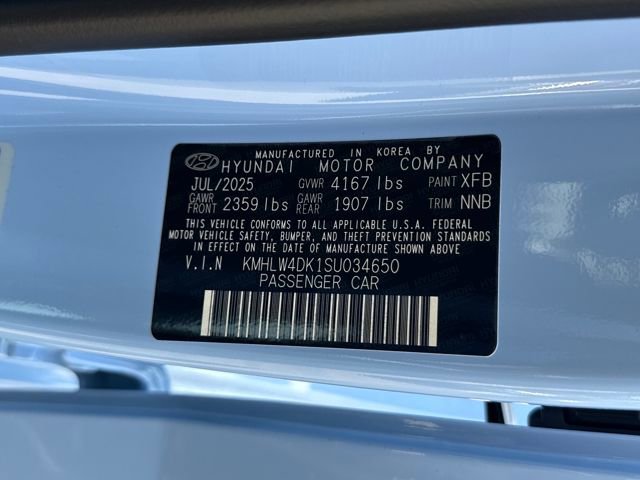 MANUFACTURED IN KOREA BY
HYUNDAI MOTOR COMPANY
JUL/2025 GVWR 4167 lbs PAINT XFB
GAWR FRONT 2359 lbs GAWR REAR 1907 lbs TRIM NNB
THIS VEHICLE CONFORMS TO ALL APPLICABLE U.S.A. FEDERAL
MOTOR VEHICLE SAFETY, BUMPER, AND THEFT PREVENTION STANDARDS
IN EFFECT ON THE DATE OF MANUFACTURE SHOWN ABOVE
V.I.N KMHLW4DK1SU034650
PASSENGER CAR